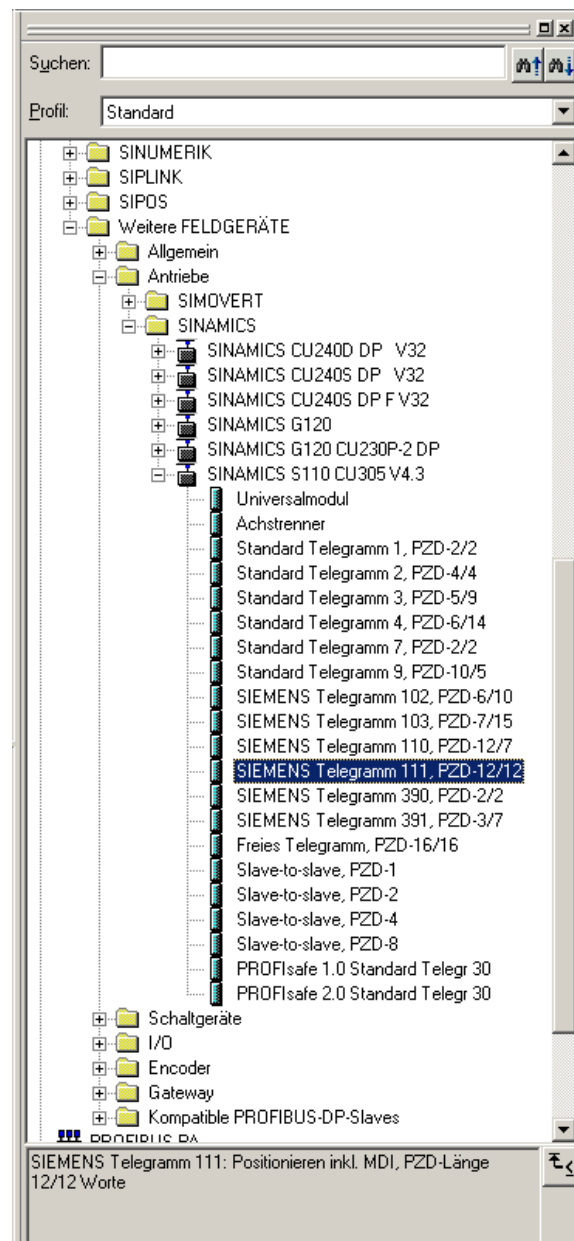 Suchen:
Profil: Standard
SINUMERIK
SIPLINK
SIPOS
Weitere FELDGERÄTE
Allgemein
Antriebe
SIMOVERT
SINAMICS
SINAMICS CU240D DP V32
SINAMICS CU240S DP V32
SINAMICS CU240S DP F V32
SINAMICS G120
SINAMICS G120 CU230P-2 DP
SINAMICS S110 CU305 V4.3
Universalmodul
Achstrenner
Standard Telegramm 1, PZD-2/2
Standard Telegramm 2, PZD-4/4
Standard Telegramm 3, PZD-5/9
Standard Telegramm 4, PZD-6/14
Standard Telegramm 7, PZD-2/2
Standard Telegramm 9, PZD-10/5
SIEMENS Telegramm 102, PZD-6/10
SIEMENS Telegramm 103, PZD-7/15
SIEMENS Telegramm 110, PZD-12/7
SIEMENS Telegramm 111, PZD-12/12
SIEMENS Telegramm 390, PZD-2/2
SIEMENS Telegramm 391, PZD-3/7
Freies Telegramm, PZD-16/16
Slave-to-slave, PZD-1
Slave-to-slave, PZD-2
Slave-to-slave, PZD-4
Slave-to-slave, PZD-8
PROFIsafe 1.0 Standard Telegr 30
PROFIsafe 2.0 Standard Telegr 30
Schaltgeräte
I/O
Encoder
Gateway
Kompatible PROFIBUS-DP-Slaves
PROFIBUS-PA
SIEMENS Telegramm 111: Positionieren inkl. MDI, PZD-Länge
12/12 Worte